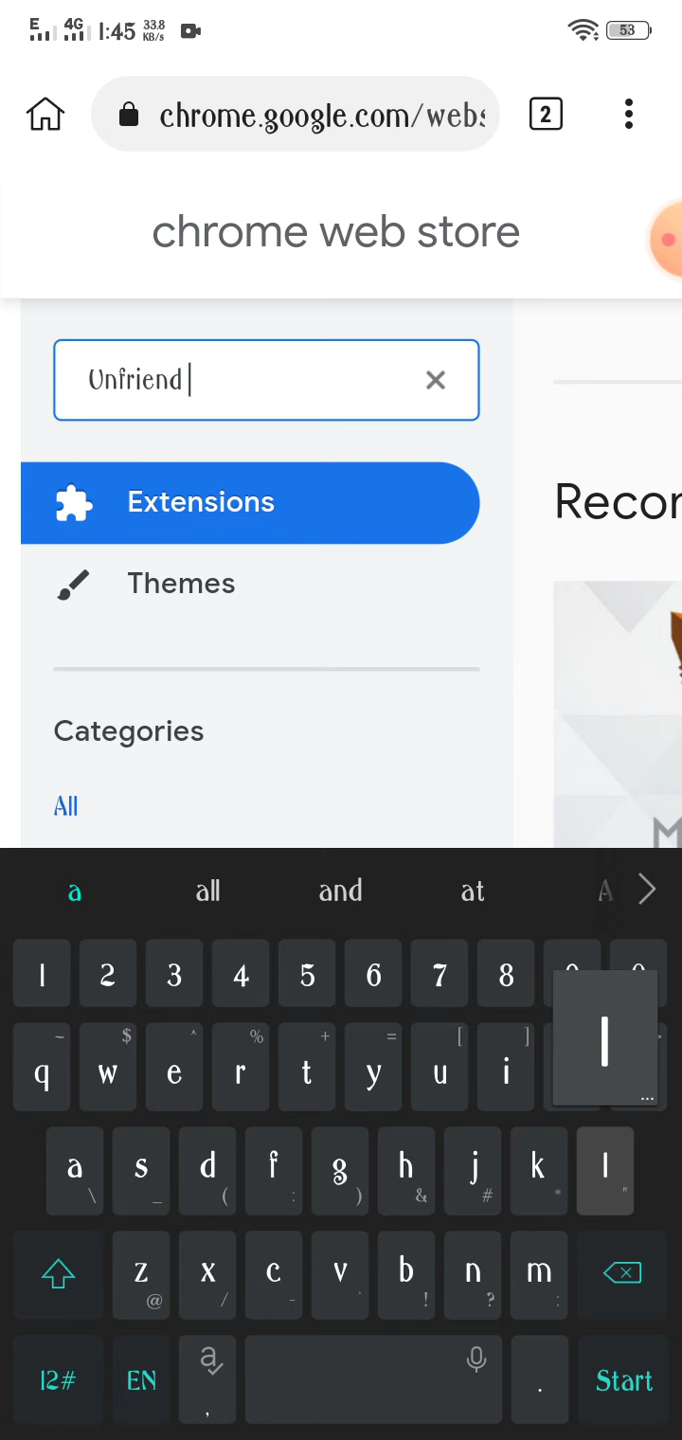 E 4G 1:45 33.8 KB/s 53
chrome.google.com/webs 2
chrome web store
Unfriend
Extensions
Recor
Themes
Categories
All
M
a all and at A
1 2 3 4 5 6 7 8
~ $ ^ % + = [ ]
q w e r t y u i l ...
a s d f g h j k l
\ _ ( : ) & # * "
z x c v b n m
@ / - ' ! ? :
12# EN a , . Start